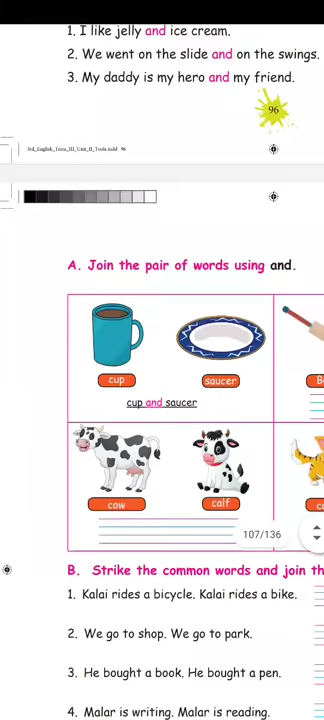 1. I like jelly and ice cream.
2. We went on the slide and on the swings.
3. My daddy is my hero and my friend.
96
3rd_English_Term_III_Unit_II_Tools.indd 96
A. Join the pair of words using and.
cup
saucer
cup and saucer
cow
calf
107/136
B. Strike the common words and join th
1. Kalai rides a bicycle. Kalai rides a bike.
2. We go to shop. We go to park.
3. He bought a book. He bought a pen.
4. Malar is writing. Malar is reading.